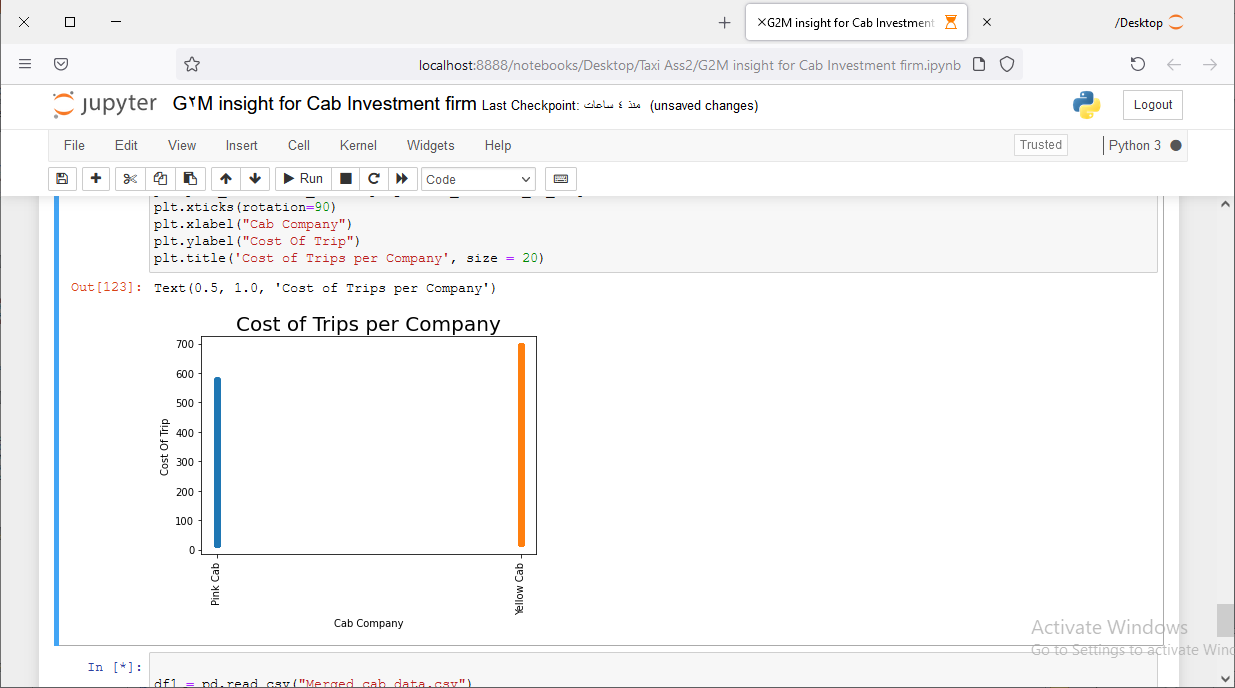 G2M insight for Cab Investment
/Desktop
localhost:8888/notebooks/Desktop/Taxi Ass2/G2M insight for Cab Investment firm.ipynb
jupyter G٢M insight for Cab Investment firm Last Checkpoint: منذ ٤ ساعات (unsaved changes)
Logout
File Edit View Insert Cell Kernel Widgets Help
Trusted
Python 3
Run
Code
plt.xticks(rotation=90)
plt.xlabel("Cab Company")
plt.ylabel("Cost Of Trip")
plt.title('Cost of Trips per Company', size = 20)
Out[123]: Text(0.5, 1.0, 'Cost of Trips per Company')
Cost of Trips per Company
700
600
500
400
300
200
100
0
Cost Of Trip
Pink Cab
Yellow Cab
Cab Company
Activate Windows
Go to Settings to activate Wind
In [*]:
df1 = pd.read_csv("Merged_cab_data.csv")